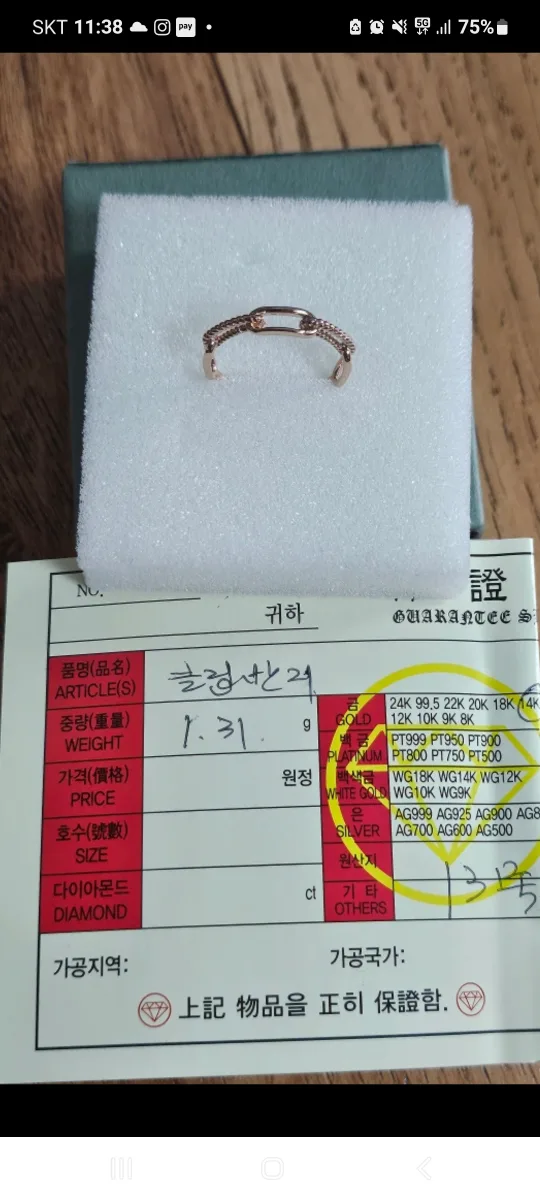 SKT 11:38 pay 5G 75%
NO.
證
귀하
GUARANTEE S
품명(品名)
ARTICLE(S)
중량(重量)
WEIGHT
1.31. g
가격(價格)
PRICE
원정
호수(號數)
SIZE
다이아몬드
DIAMOND
ct
금
GOLD
24K 99.5 22K 20K 18K 14K
12K 10K 9K 8K
백 금
PLATINUM
PT999 PT950 PT900
PT800 PT750 PT500
백색금
WHITE GOLD
WG18K WG14K WG12K
WG10K WG9K
은
SILVER
AG999 AG925 AG900 AG8
AG700 AG600 AG500
원산지
기 타
OTHERS
13호
가공지역:
가공국가:
上記 物品을 正히 保證함.